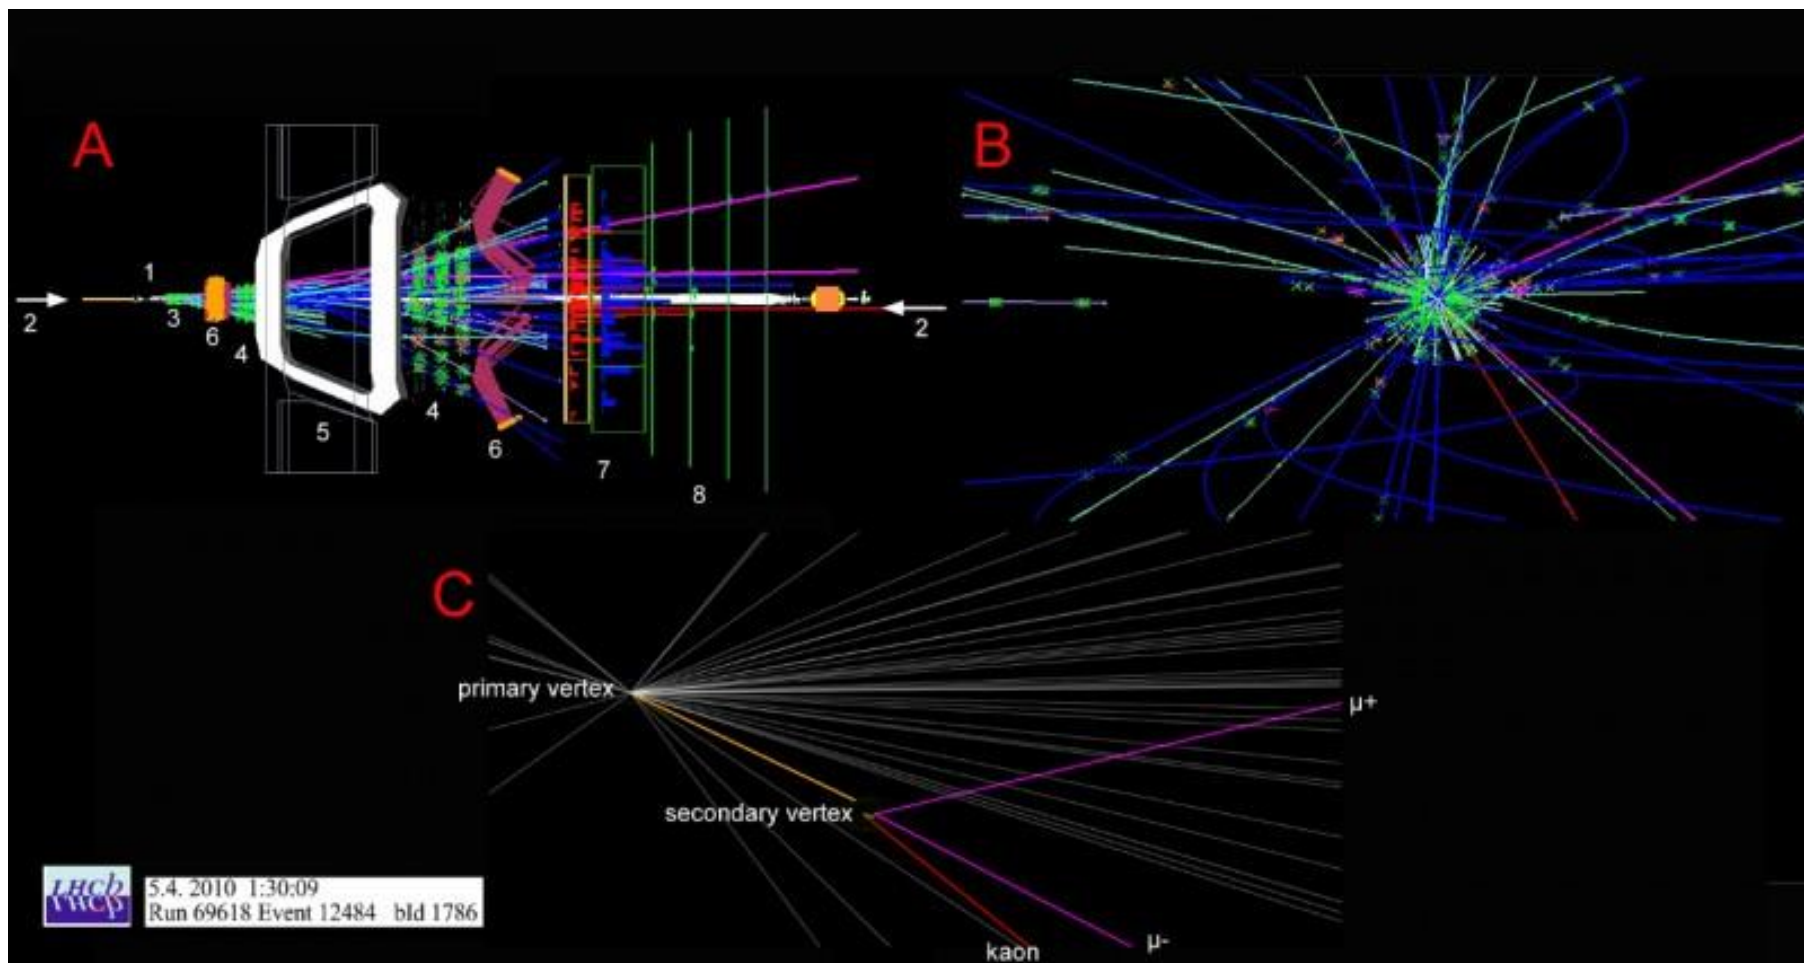 A
B
1
2
3
6
4
5
4
6
7
8
2
C
primary vertex
μ+
secondary vertex
μ-
kaon
LHCb
LHCb
5.4. 2010 1:30:09
Run 69618 Event 12484 bId 1786